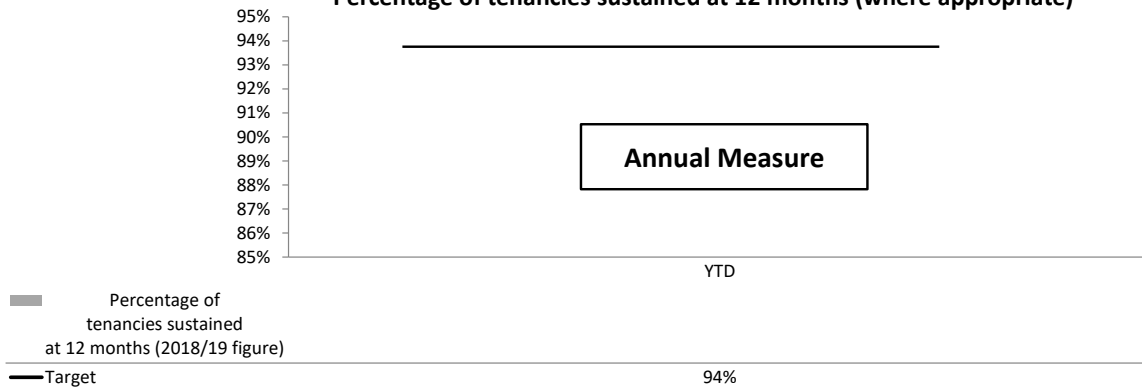 Percentage of tenancies sustained at 12 months (where appropriate)
95%
94%
93%
92%
91%
90%
89%
88%
87%
86%
85%
Annual Measure
YTD
Percentage of
tenancies sustained
at 12 months (2018/19 figure)
Target 94%